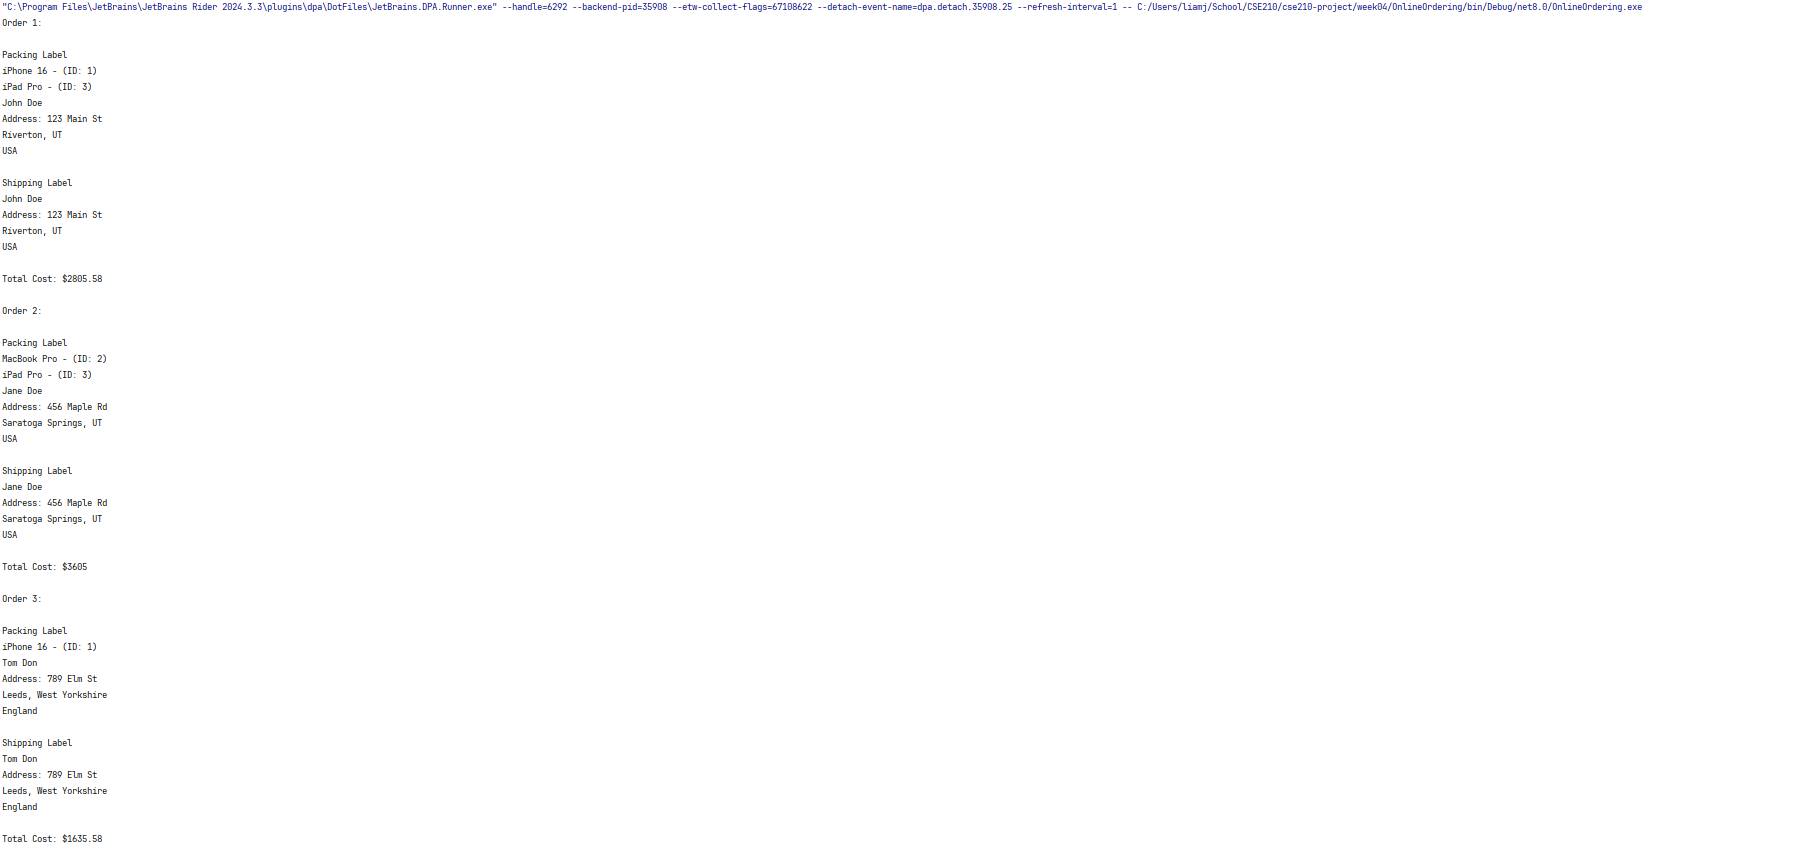 "C:\Program Files\JetBrains\JetBrains Rider 2024.3.3\plugins\dpa\DotFiles\JetBrains.DPA.Runner.exe" --handle=6292 --backend-pid=35908 --etw-collect-flags=67108622 --detach-event-name=dpa.detach.35908.25 --refresh-interval=1 -- C:/Users/liamj/School/CSE210/cse210-project/week04/OnlineOrdering/bin/Debug/net8.0/OnlineOrdering.exe
Order 1:
Packing Label
iPhone 16 - (ID: 1)
iPad Pro - (ID: 3)
John Doe
Address: 123 Main St
Riverton, UT
USA
Shipping Label
John Doe
Address: 123 Main St
Riverton, UT
USA
Total Cost: $2805.58
Order 2:
Packing Label
MacBook Pro - (ID: 2)
iPad Pro - (ID: 3)
Jane Doe
Address: 456 Maple Rd
Saratoga Springs, UT
USA
Shipping Label
Jane Doe
Address: 456 Maple Rd
Saratoga Springs, UT
USA
Total Cost: $3605
Order 3:
Packing Label
iPhone 16 - (ID: 1)
Tom Don
Address: 789 Elm St
Leeds, West Yorkshire
England
Shipping Label
Tom Don
Address: 789 Elm St
Leeds, West Yorkshire
England
Total Cost: $1635.58